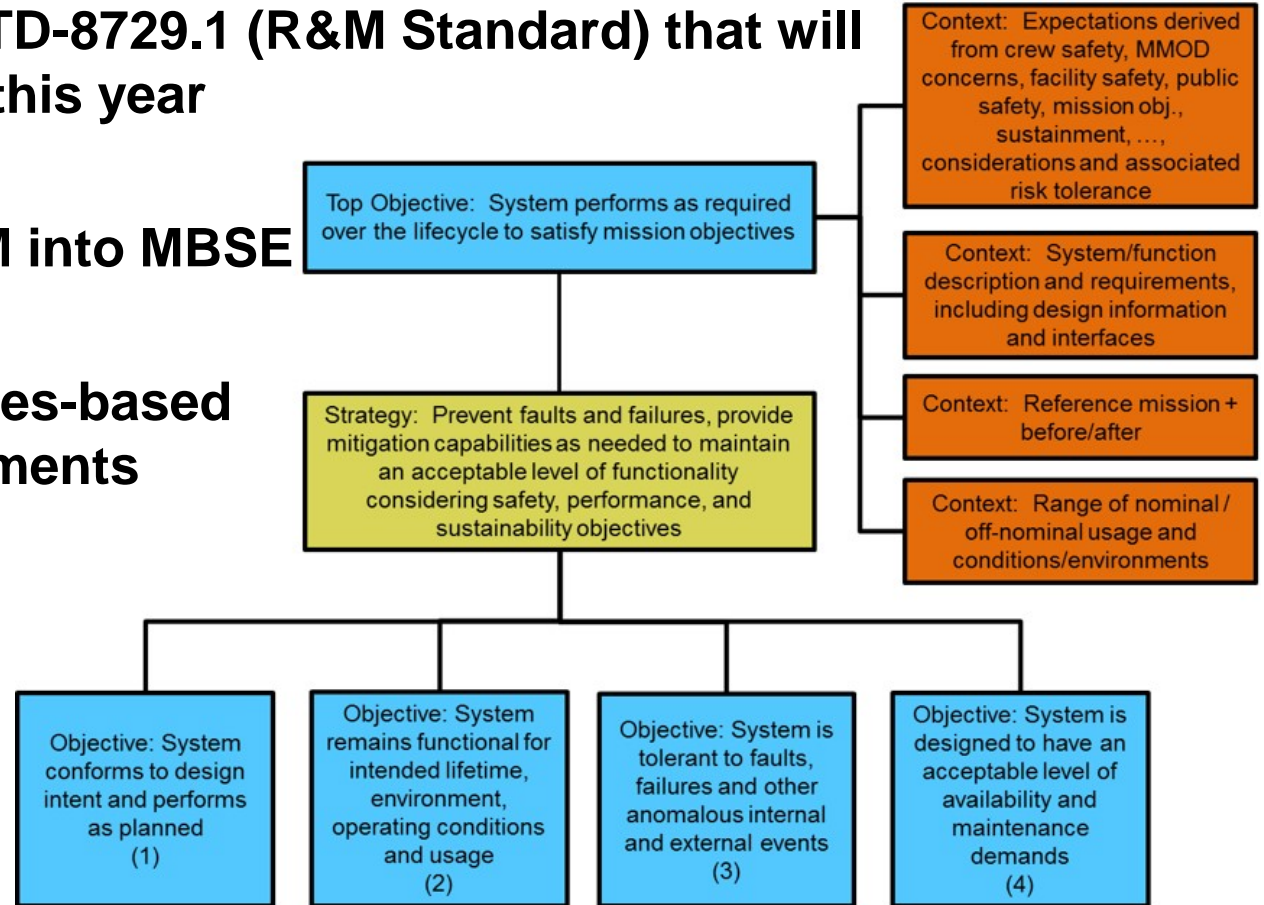 TD-8729.1 (R&M Standard) that will
this year
M into MBSE
es-based
ments
Context: Expectations derived
from crew safety, MMOD
concerns, facility safety, public
safety, mission obj.,
sustainment, ...,
considerations and associated
risk tolerance
Top Objective: System performs as required
over the lifecycle to satisfy mission objectives
Context: System/function
description and requirements,
including design information
and interfaces
Context: Reference mission +
before/after
Context: Range of nominal /
off-nominal usage and
conditions/environments
Strategy: Prevent faults and failures, provide
mitigation capabilities as needed to maintain
an acceptable level of functionality
considering safety, performance, and
sustainability objectives
Objective: System
conforms to design
intent and performs
as planned
(1)
Objective: System
remains functional for
intended lifetime,
environment,
operating conditions
and usage
(2)
Objective: System is
tolerant to faults,
failures and other
anomalous internal
and external events
(3)
Objective: System is
designed to have an
acceptable level of
availability and
maintenance
demands
(4)